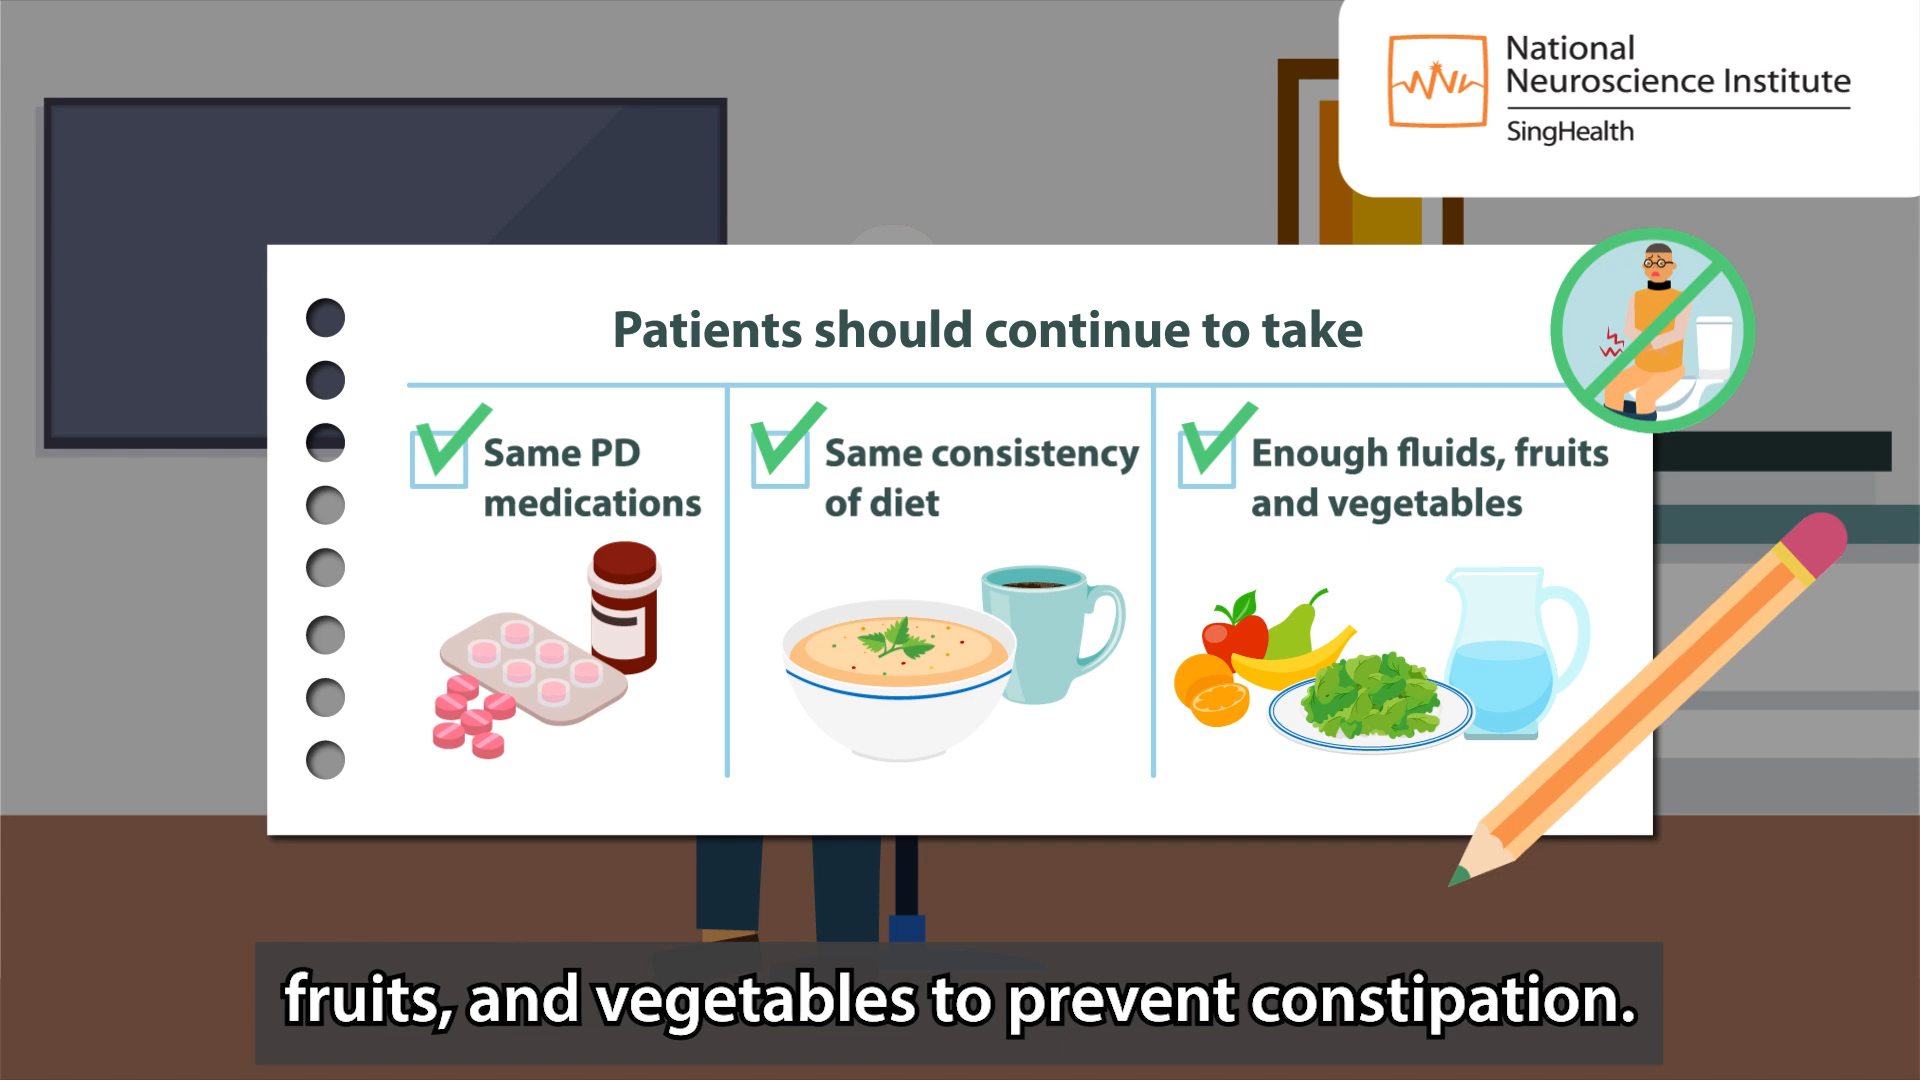 National
Neuroscience Institute
SingHealth
Patients should continue to take
Same PD
medications
Same consistency
of diet
Enough fluids, fruits
and vegetables
fruits, and vegetables to prevent constipation.